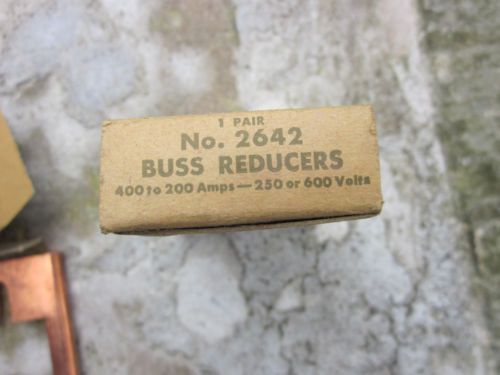 1 PAIR
No. 2642
BUSS REDUCERS
400 to 200 Amps—250 or 600 Volts